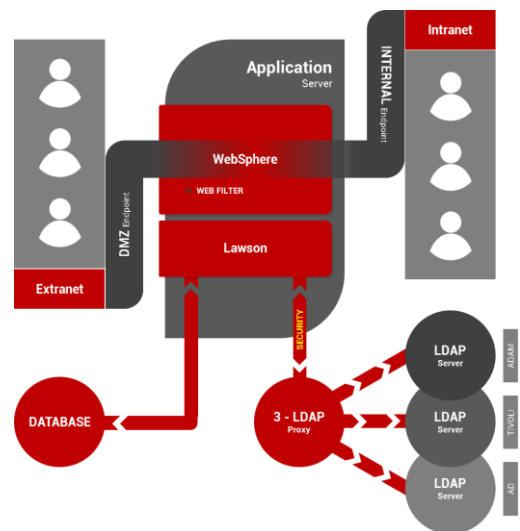 Intranet
Application
Server
INTERNAL Endpoint
WebSphere
WEB FILTER
DMZ Endpoint
Lawson
Extranet
SECURITY
LDAP
Server
ADAM
DATABASE
3 - LDAP
Proxy
LDAP
Server
TIVOLI
LDAP
Server
AD